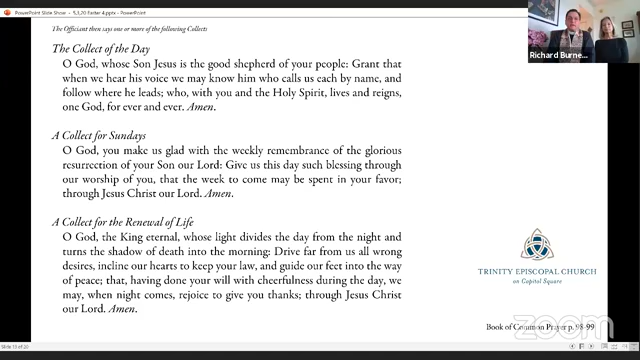 PowerPoint Slide Show - 5.3.20 Easter 4.pptx - PowerPoint
The Officiant then says one or more of the following Collects
The Collect of the Day
O God, whose Son Jesus is the good shepherd of your people: Grant that
when we hear his voice we may know him who calls us each by name, and
follow where he leads; who, with you and the Holy Spirit, lives and reigns,
one God, for ever and ever. Amen.
A Collect for Sundays
O God, you make us glad with the weekly remembrance of the glorious
resurrection of your Son our Lord: Give us this day such blessing through
our worship of you, that the week to come may be spent in your favor;
through Jesus Christ our Lord. Amen.
A Collect for the Renewal of Life
O God, the King eternal, whose light divides the day from the night and
turns the shadow of death into the morning: Drive far from us all wrong
desires, incline our hearts to keep your law, and guide our feet into the way
of peace; that, having done your will with cheerfulness during the day, we
may, when night comes, rejoice to give you thanks; through Jesus Christ
our Lord. Amen.
Richard Burne...
TRINITY EPISCOPAL CHURCH
on Capitol Square
Book of Common Prayer p. 98-99
zoom
Slide 13 of 20